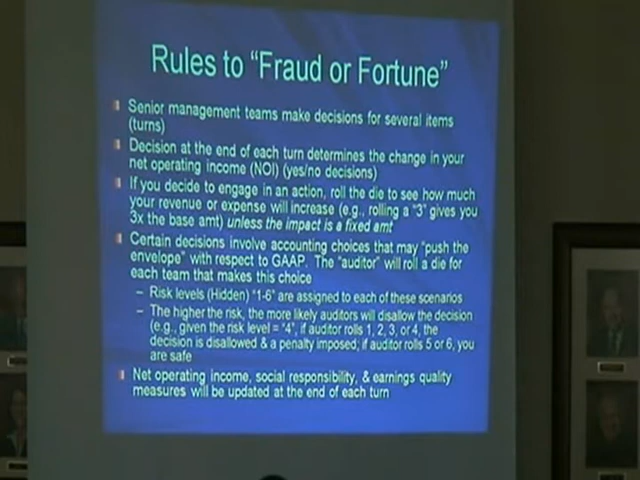 Rules to "Fraud or Fortune"
Senior management teams make decisions for several items
(turns)
Decision at the end of each turn determines the change in your
net operating income (NOI) (yes/no decisions)
If you decide to engage in an action, roll the die to see how much
your revenue or expense will increase (e.g., rolling a "3" gives you
3x the base amt) unless the impact is a fixed amt
Certain decisions involve accounting choices that may "push the
envelope" with respect to GAAP. The "auditor" will roll a die for
each team that makes this choice
– Risk levels (Hidden) "1-6" are assigned to each of these scenarios
– The higher the risk, the more likely auditors will disallow the decision
(e.g., given the risk level = "4", if auditor rolls 1, 2, 3, or 4, the
decision is disallowed & a penalty imposed; if auditor rolls 5 or 6, you
are safe
Net operating income, social responsibility, & earnings quality
measures will be updated at the end of each turn